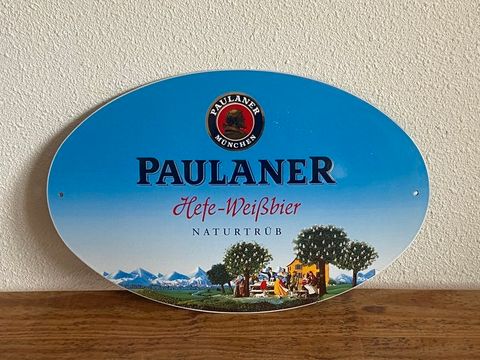 PAULANER
MÜNCHEN
PAULANER
Hefe-Weißbier
NATURTRÜB